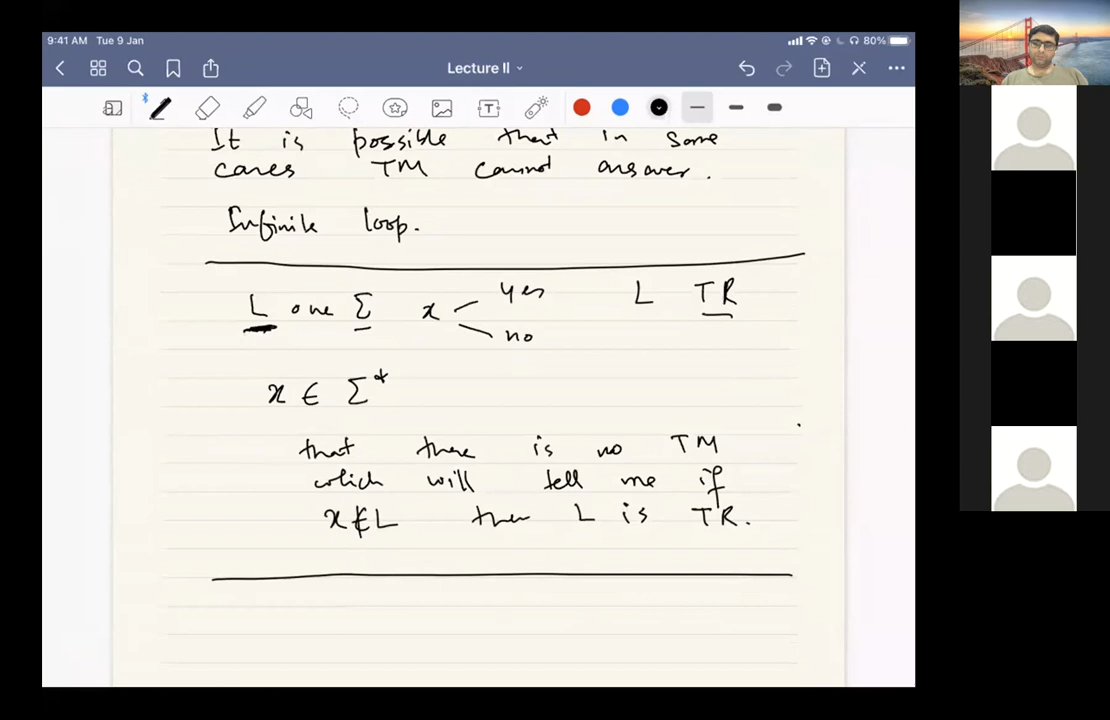 9:41 AM Tue 9 Jan
80%
Lecture II
It is possible that in some
cases TM cannot answer.
Infinite loop.
L one Σ x yes L TR
no
x ∈ Σ*
that there is no TM
which will tell me if
x ∉ L then L is TR.